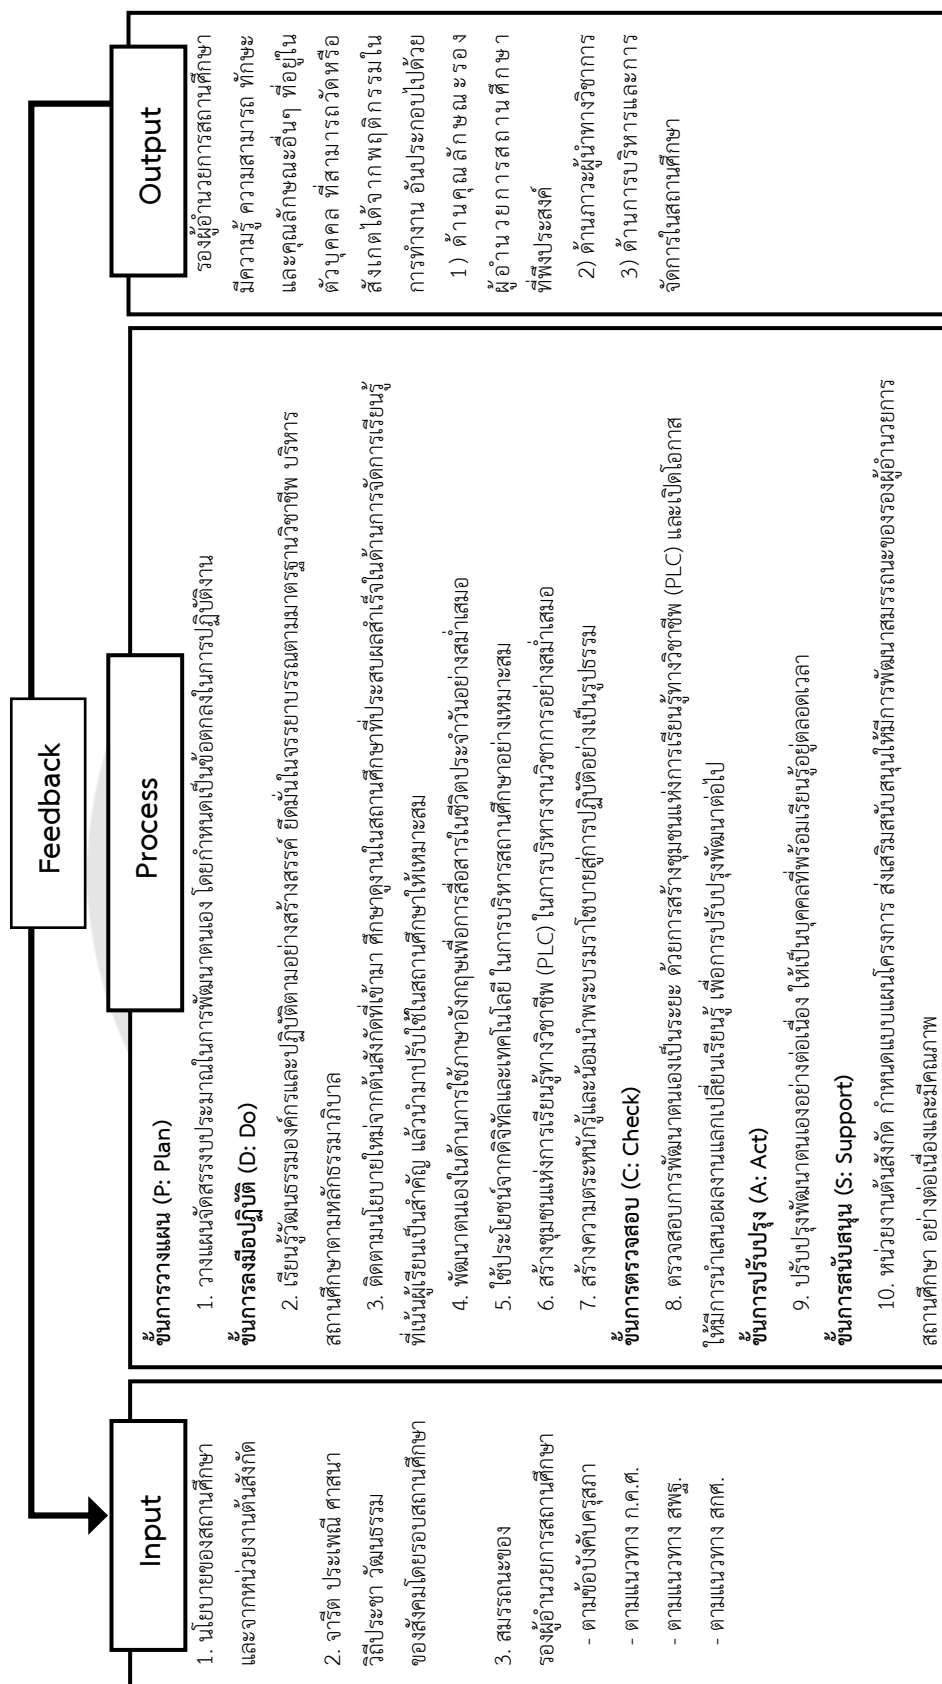 Feedback
Input
1. นโยบายของสถานศึกษา
และจากหน่วยงานต้นสังกัด
2. จารีต ประเพณี ศาสนา
วิถีประชา วัฒนธรรม
ของสังคมโดยรอบสถานศึกษา
3. สมรรถนะของ
รองผู้อำนวยการสถานศึกษา
- ตามข้อบังคับคุรุสภา
- ตามแนวทาง ก.ค.ศ.
- ตามแนวทาง สพฐ.
- ตามแนวทาง สกศ.
Process
ขั้นการวางแผน (P: Plan)
1. วางแผนจัดสรรงบประมาณในการพัฒนาตนเอง โดยกำหนดเป็นข้อตกลงในการปฏิบัติงาน
ขั้นการลงมือปฏิบัติ (D: Do)
2. เรียนรู้วัฒนธรรมองค์กรและปฏิบัติตามอย่างสร้างสรรค์ ยึดมั่นในจรรยาบรรณตามมาตรฐานวิชาชีพ บริหาร
สถานศึกษาตามหลักธรรมาภิบาล
3. ติดตามนโยบายใหม่จากต้นสังกัดที่เข้ามา ศึกษาดูงานในสถานศึกษาที่ประสบผลสำเร็จในด้านการจัดการเรียนรู้
ที่เน้นผู้เรียนเป็นสำคัญ แล้วนำมาปรับใช้ในสถานศึกษาให้เหมาะสม
4. พัฒนาตนเองในด้านการใช้ภาษาอังกฤษเพื่อการสื่อสารในชีวิตประจำวันอย่างสม่ำเสมอ
5. ใช้ประโยชน์จากดิจิทัลและเทคโนโลยี ในการบริหารสถานศึกษาอย่างเหมาะสม
6. สร้างชุมชนแห่งการเรียนรู้ทางวิชาชีพ (PLC) ในการบริหารงานวิชาการอย่างสม่ำเสมอ
7. สร้างความตระหนักรู้และน้อมนำพระบรมราโชบายสู่การปฏิบัติอย่างเป็นรูปธรรม
ขั้นการตรวจสอบ (C: Check)
8. ตรวจสอบการพัฒนาตนเองเป็นระยะ ด้วยการสร้างชุมชนแห่งการเรียนรู้ทางวิชาชีพ (PLC) และเปิดโอกาส
ให้มีการนำเสนอผลงานแลกเปลี่ยนเรียนรู้ เพื่อการปรับปรุงพัฒนาต่อไป
ขั้นการปรับปรุง (A: Act)
9. ปรับปรุงพัฒนาตนเองอย่างต่อเนื่อง ให้เป็นบุคคลที่พร้อมเรียนรู้อยู่ตลอดเวลา
ขั้นการสนับสนุน (S: Support)
10. หน่วยงานต้นสังกัด กำหนดแบบแผนโครงการ ส่งเสริมสนับสนุนให้มีการพัฒนาสมรรถนะของรองผู้อำนวยการ
สถานศึกษา อย่างต่อเนื่องและมีคุณภาพ
Output
รองผู้อำนวยการสถานศึกษา
มีความรู้ ความสามารถ ทักษะ
และคุณลักษณะอื่นๆ ที่อยู่ใน
ตัวบุคคล ที่สามารถวัดหรือ
สังเกตได้จากพฤติกรรมใน
การทำงาน อันประกอบไปด้วย
1) ด้านคุณลักษณะรอง
ผู้อำนวยการสถานศึกษา
ที่พึงประสงค์
2) ด้านภาวะผู้นำทางวิชาการ
3) ด้านการบริหารและการ
จัดการในสถานศึกษา